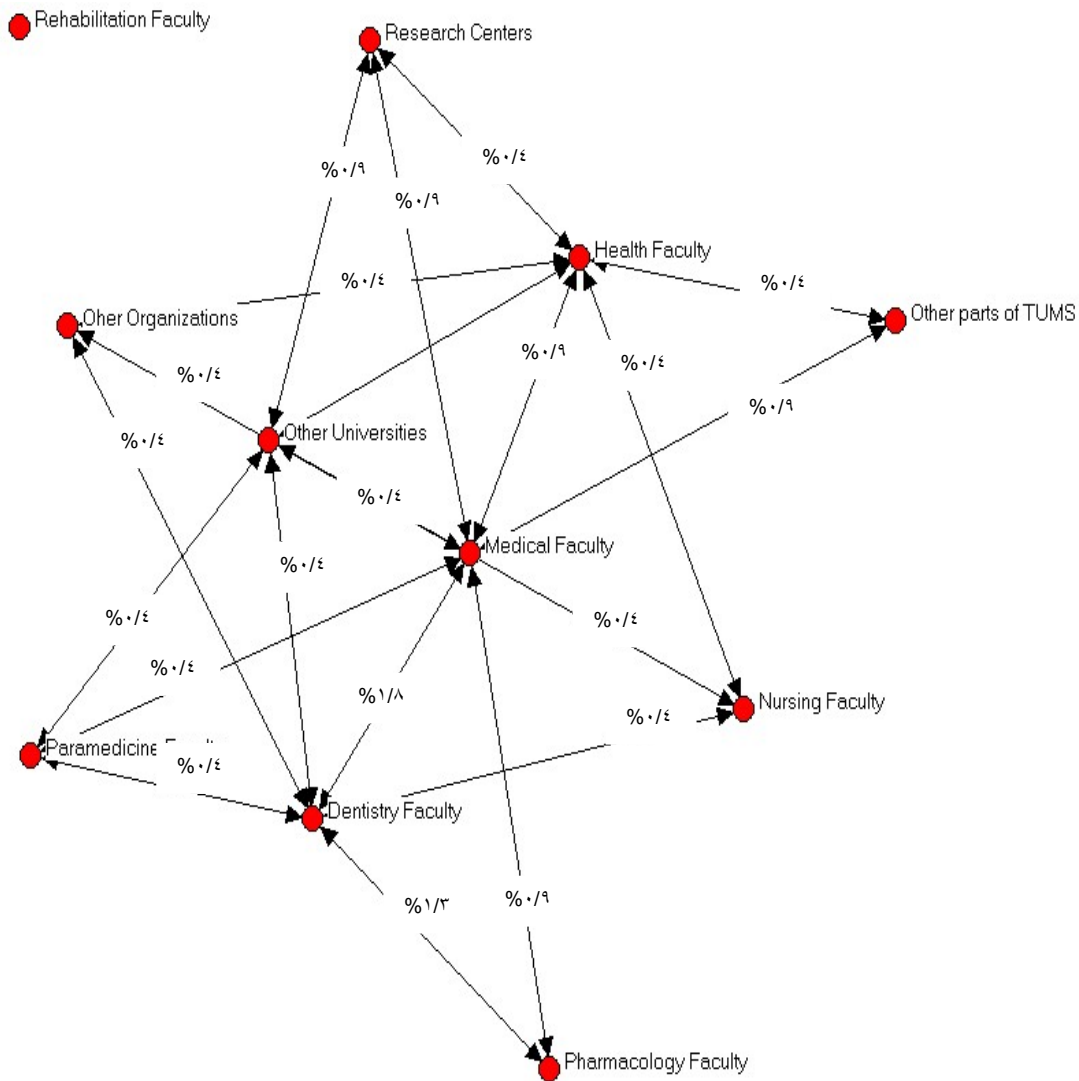 Rehabilitation Faculty
Research Centers
%۰/۹
%۰/٤
%۰/۹
Health Faculty
%۰/٤
%۰/٤
Other parts of TUMS
Oher Organizations
%۰/۹
%۰/٤
%۰/٤
%۰/۹
%۰/٤
Other Universities
%۰/٤
Medical Faculty
%۰/٤
%۰/٤
%۰/٤
%۰/٤
%۱/۸
Nursing Faculty
%۰/٤
Paramedicine
%۰/٤
Dentistry Faculty
%۱/۳
%۰/۹
Pharmacology Faculty